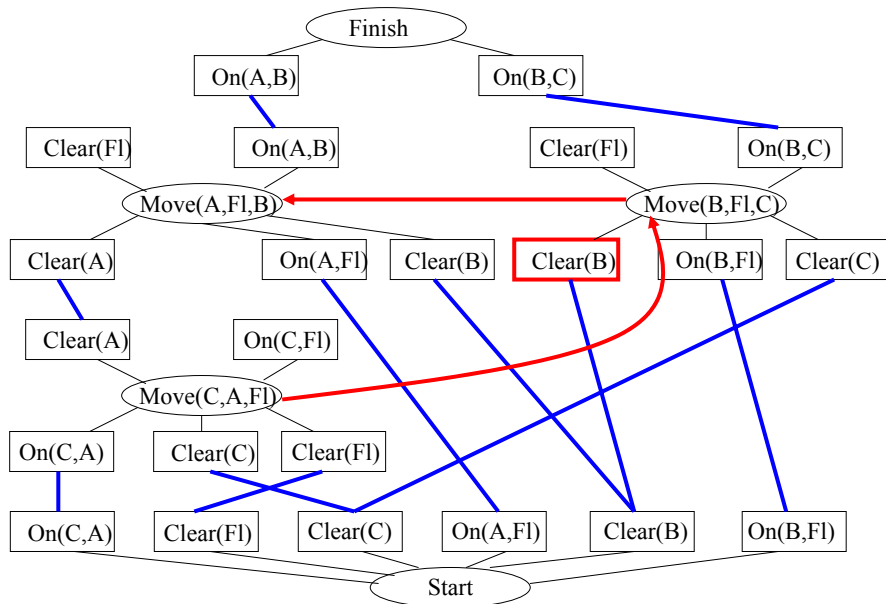 Finish
On(A,B)
On(B,C)
Clear(Fl)
On(A,B)
Clear(Fl)
On(B,C)
Move(A,Fl,B)
Move(B,Fl,C)
Clear(A)
On(A,Fl)
Clear(B)
Clear(B)
On(B,Fl)
Clear(C)
Clear(A)
On(C,Fl)
Move(C,A,Fl)
On(C,A)
Clear(C)
Clear(Fl)
On(C,A)
Clear(Fl)
Clear(C)
On(A,Fl)
Clear(B)
On(B,Fl)
Start